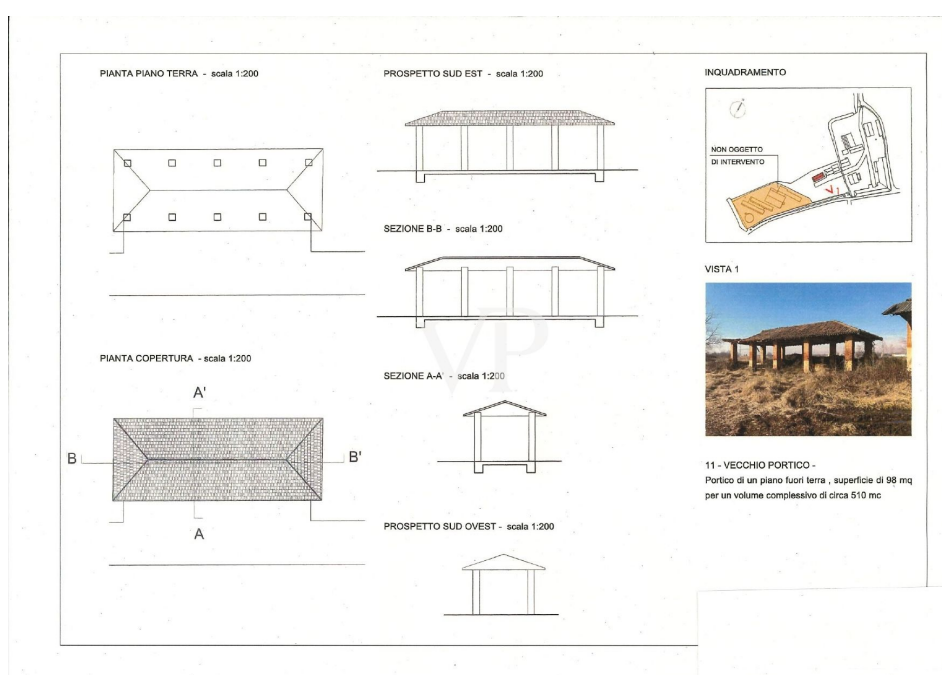 PIANTA PIANO TERRA - scala 1:200
PIANTA COPERTURA - scala 1:200
A'
B
B'
A
PROSPETTO SUD EST - scala 1:200
SEZIONE B-B - scala 1:200
VP
SEZIONE A-A' - scala 1:200
PROSPETTO SUD OVEST - scala 1:200
INQUADRAMENTO
NON OGGETTO
DI INTERVENTO
V1
VISTA 1
11 - VECCHIO PORTICO -
Portico di un piano fuori terra , superficie di 98 mq
per un volume complessivo di circa 510 mc